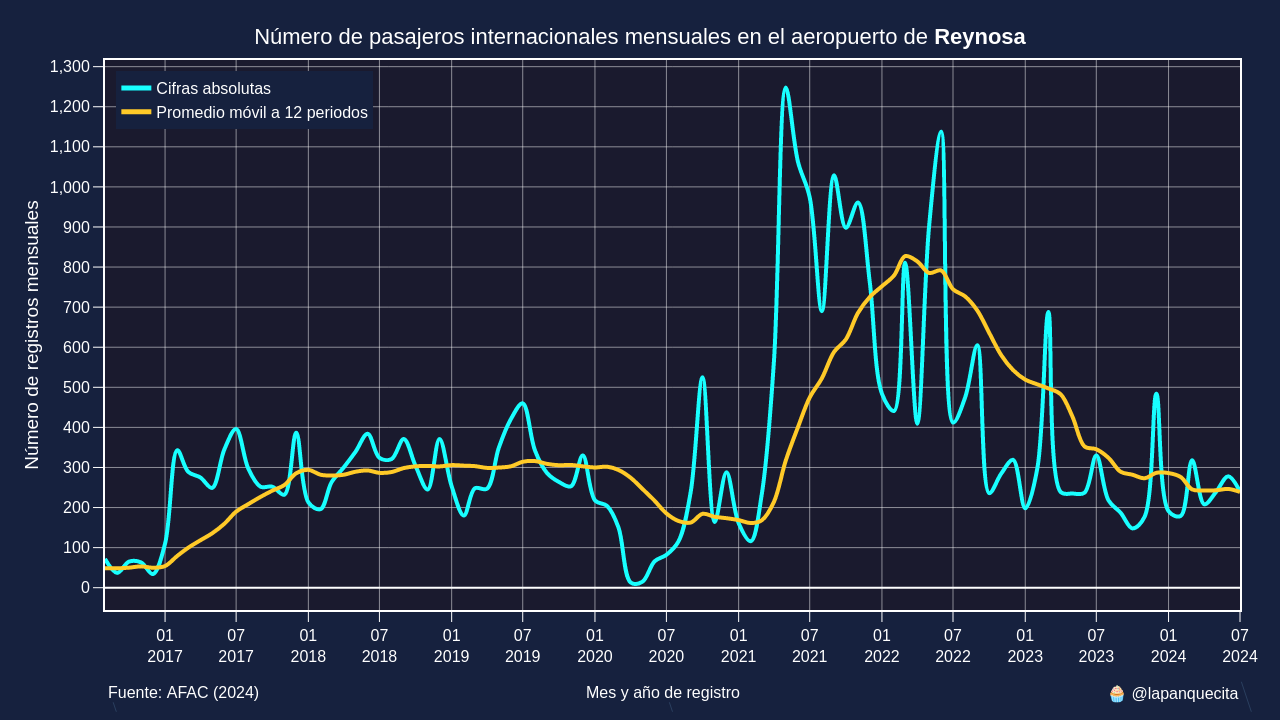 Número de pasajeros internacionales mensuales en el aeropuerto de Reynosa
Cifras absolutas
Promedio móvil a 12 periodos
Número de registros mensuales
1,300
1,200
1,100
1,000
900
800
700
600
500
400
300
200
100
0
01 07 01 07 01 07 01 07 01 07 01 07 01 07 01 07
2017 2017 2018 2018 2019 2019 2020 2020 2021 2021 2022 2022 2023 2023 2024 2024
Fuente: AFAC (2024)
Mes y año de registro
🧁 @lapanquecita